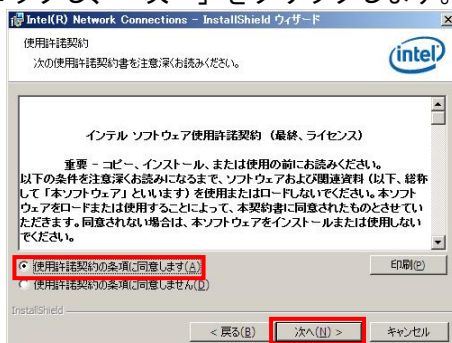 Intel(R) Network Connections - InstallShield ウィザード
使用許諾契約
次の使用許諾契約書を注意深くお読みください。
intel
インテル ソフトウェア使用許諾契約 (最終、ライセンス)
重要 - コピー、インストール、または使用の前にお読みください。
以下の条件を注意深くお読みになるまで、ソフトウェアおよび関連資料 (以下、総称
して「本ソフトウェア」といいます) を使用またはロードしないでください。本ソフト
ウェアをロードまたは使用することによって、本契約書に同意されたものとさせてい
ただきます。同意されない場合は、本ソフトウェアをインストールまたは使用しない
でください。
使用許諾契約の条項に同意します(A)
印刷(P)
使用許諾契約の条項に同意しません(D)
InstallShield
< 戻る(B)
次へ(N) >
キャンセル